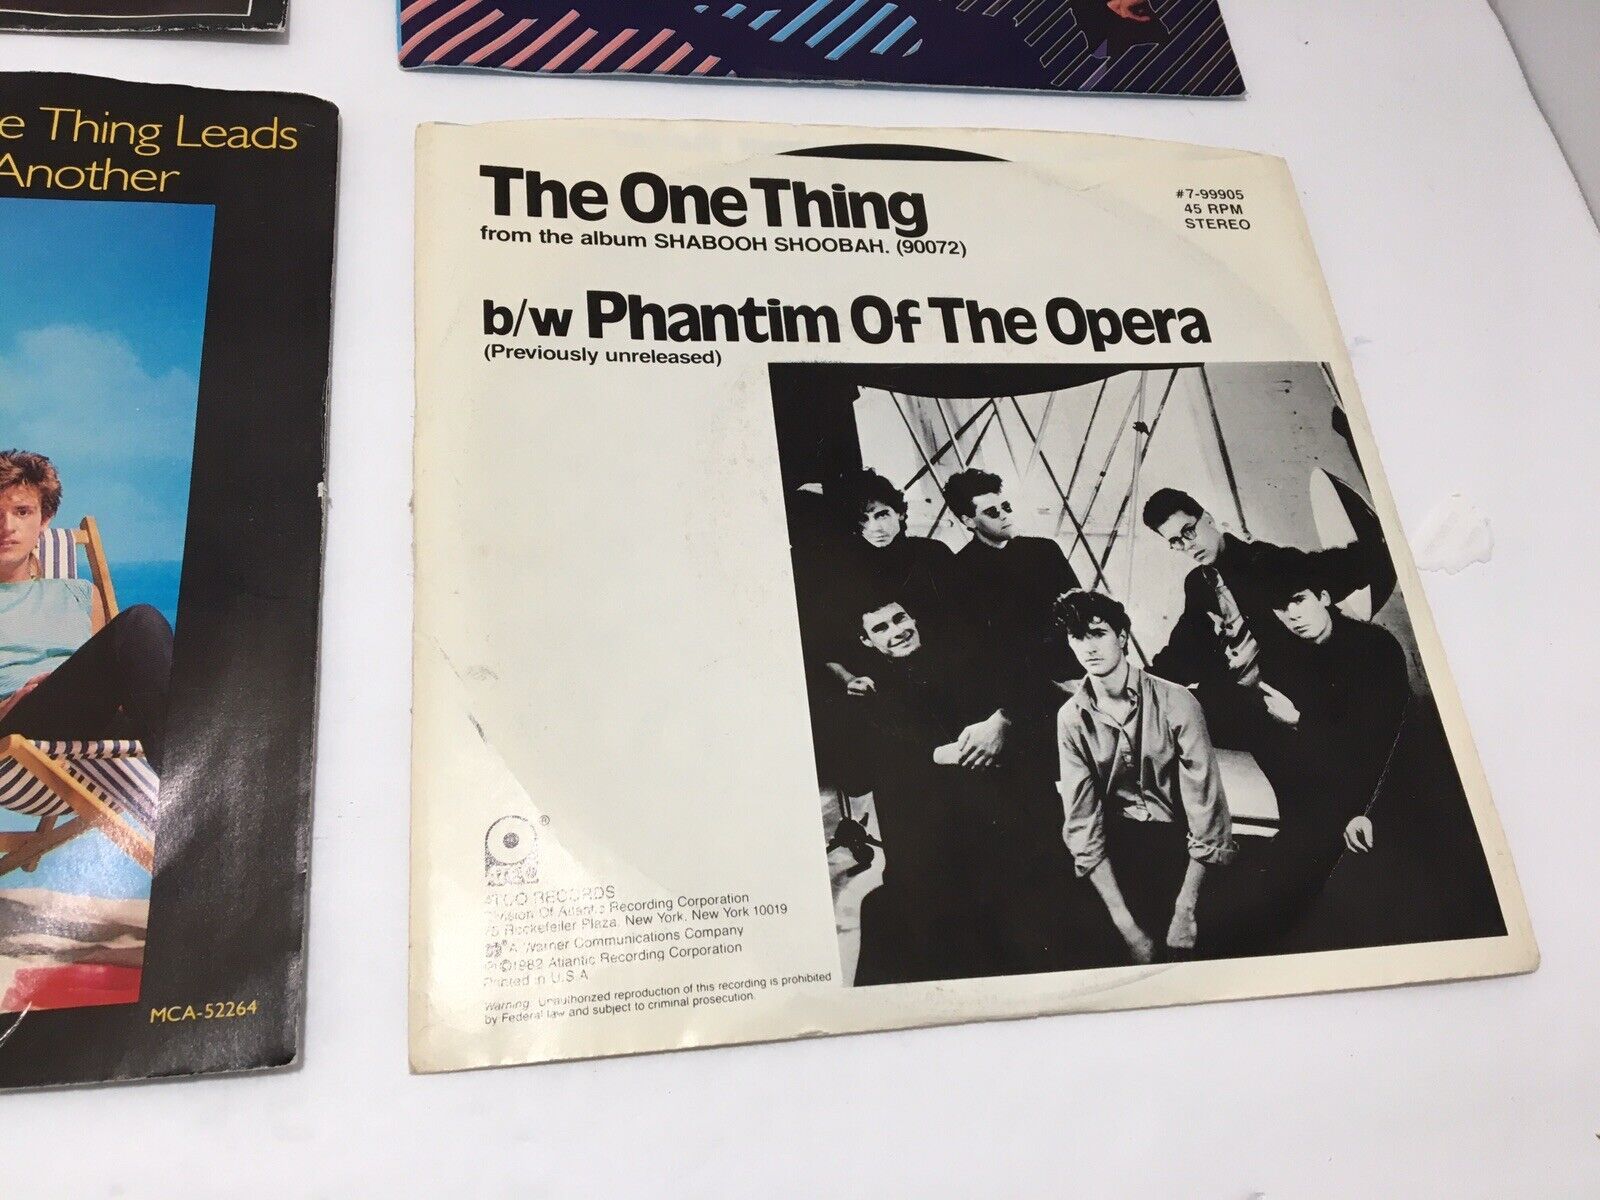 e Thing Leads
Another
MCA-52264
The One Thing
from the album SHABOOH SHOOBAH. (90072)
#7-99905
45 RPM
STEREO
b/w Phantim Of The Opera
(Previously unreleased)
®
ATCO RECORDS
Division Of Atlantic Recording Corporation
75 Rockefeller Plaza, New York, New York 10019
A Warner Communications Company
©1982 Atlantic Recording Corporation
Printed in U.S.A
Warning: Unauthorized reproduction of this recording is prohibited
by Federal law and subject to criminal prosecution.